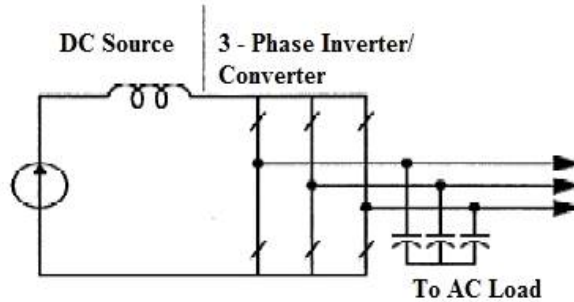 DC Source
3 - Phase Inverter/
Converter
To AC Load